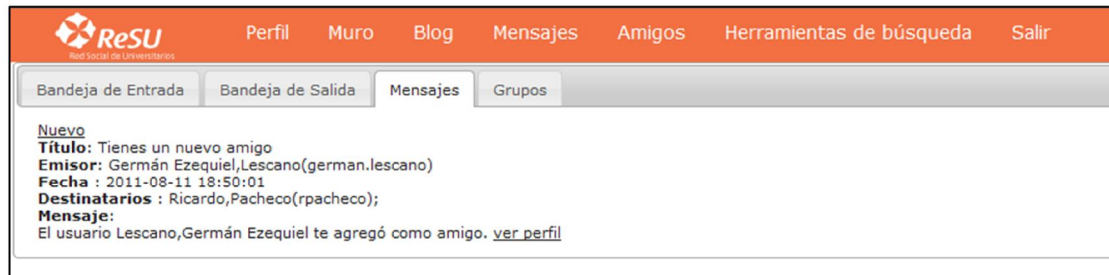 ReSU
Red Social de Universitarios
Perfil Muro Blog Mensajes Amigos Herramientas de búsqueda Salir
Bandeja de Entrada Bandeja de Salida Mensajes Grupos
Nuevo
Título: Tienes un nuevo amigo
Emisor: Germán Ezequiel,Lescano(german.lescano)
Fecha : 2011-08-11 18:50:01
Destinatarios : Ricardo,Pacheco(rpacheco);
Mensaje:
El usuario Lescano,Germán Ezequiel te agregó como amigo. ver perfil